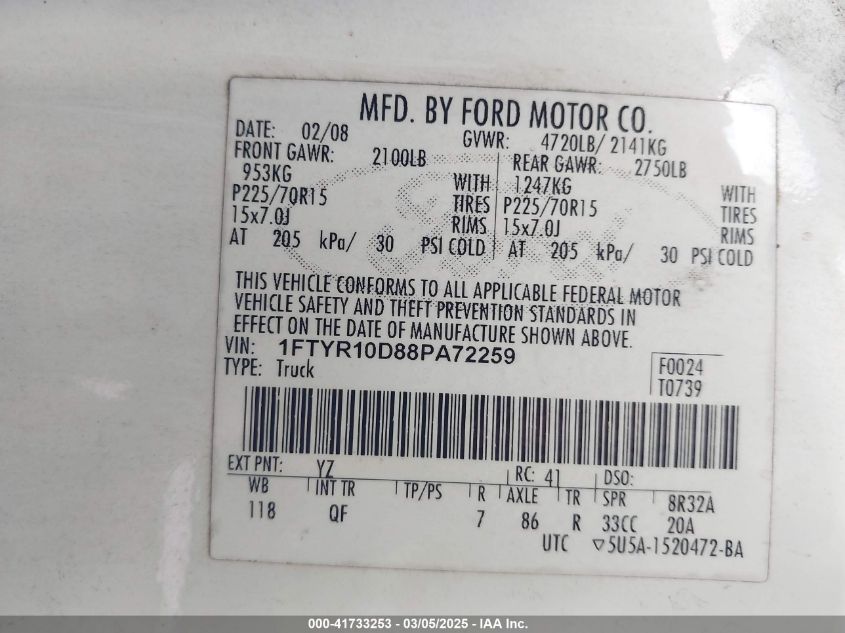 MFD. BY FORD MOTOR CO.
DATE: 02/08 GVWR: 4720LB/ 2141KG
FRONT GAWR: 2100LB REAR GAWR: 2750LB
953KG WITH 1247KG WITH
P225/70R15 TIRES P225/70R15 TIRES
15x7.0J RIMS 15x7.0J RIMS
AT 205 kPa/ 30 PSI COLD AT 205 kPa/ 30 PSI COLD
THIS VEHICLE CONFORMS TO ALL APPLICABLE FEDERAL MOTOR
VEHICLE SAFETY AND THEFT PREVENTION STANDARDS IN
EFFECT ON THE DATE OF MANUFACTURE SHOWN ABOVE.
VIN: 1FTYR10D88PA72259
TYPE: Truck
F0024
T0739
EXT PNT: YZ RC: 41 DSO:
WB INT TR TP/PS R AXLE TR SPR 8R32A
118 QF 7 86 R 33CC 20A
UTC ▽5U5A-1520472-BA
000-41733253 - 03/05/2025 - IAA Inc.